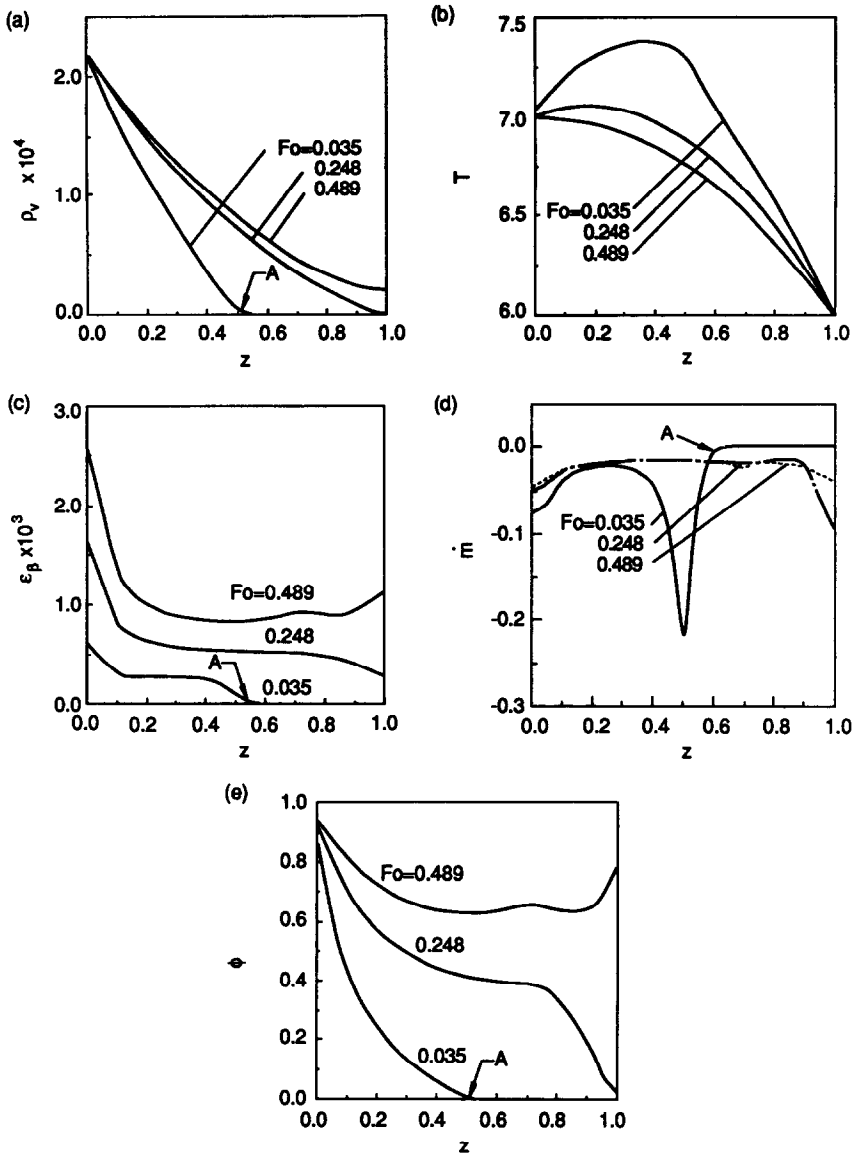 (a)
2.0
1.0
0.0
ρᵥ x 10⁴
Fo=0.035
0.248
0.489
A
0.0 0.2 0.4 0.6 0.8 1.0
z
(b)
7.5
7.0
6.5
6.0
T
Fo=0.035
0.248
0.489
0.0 0.2 0.4 0.6 0.8 1.0
z
(c)
3.0
2.0
1.0
0.0
εᵦ x10³
Fo=0.489
0.248
A
0.035
0.0 0.2 0.4 0.6 0.8 1.0
z
(d)
0.0
-0.1
-0.2
-0.3
ṁ
A
Fo=0.035
0.248
0.489
0.0 0.2 0.4 0.6 0.8 1.0
z
(e)
1.0
0.8
0.6
0.4
0.2
0.0
ϕ
Fo=0.489
0.248
0.035
A
0.0 0.2 0.4 0.6 0.8 1.0
z